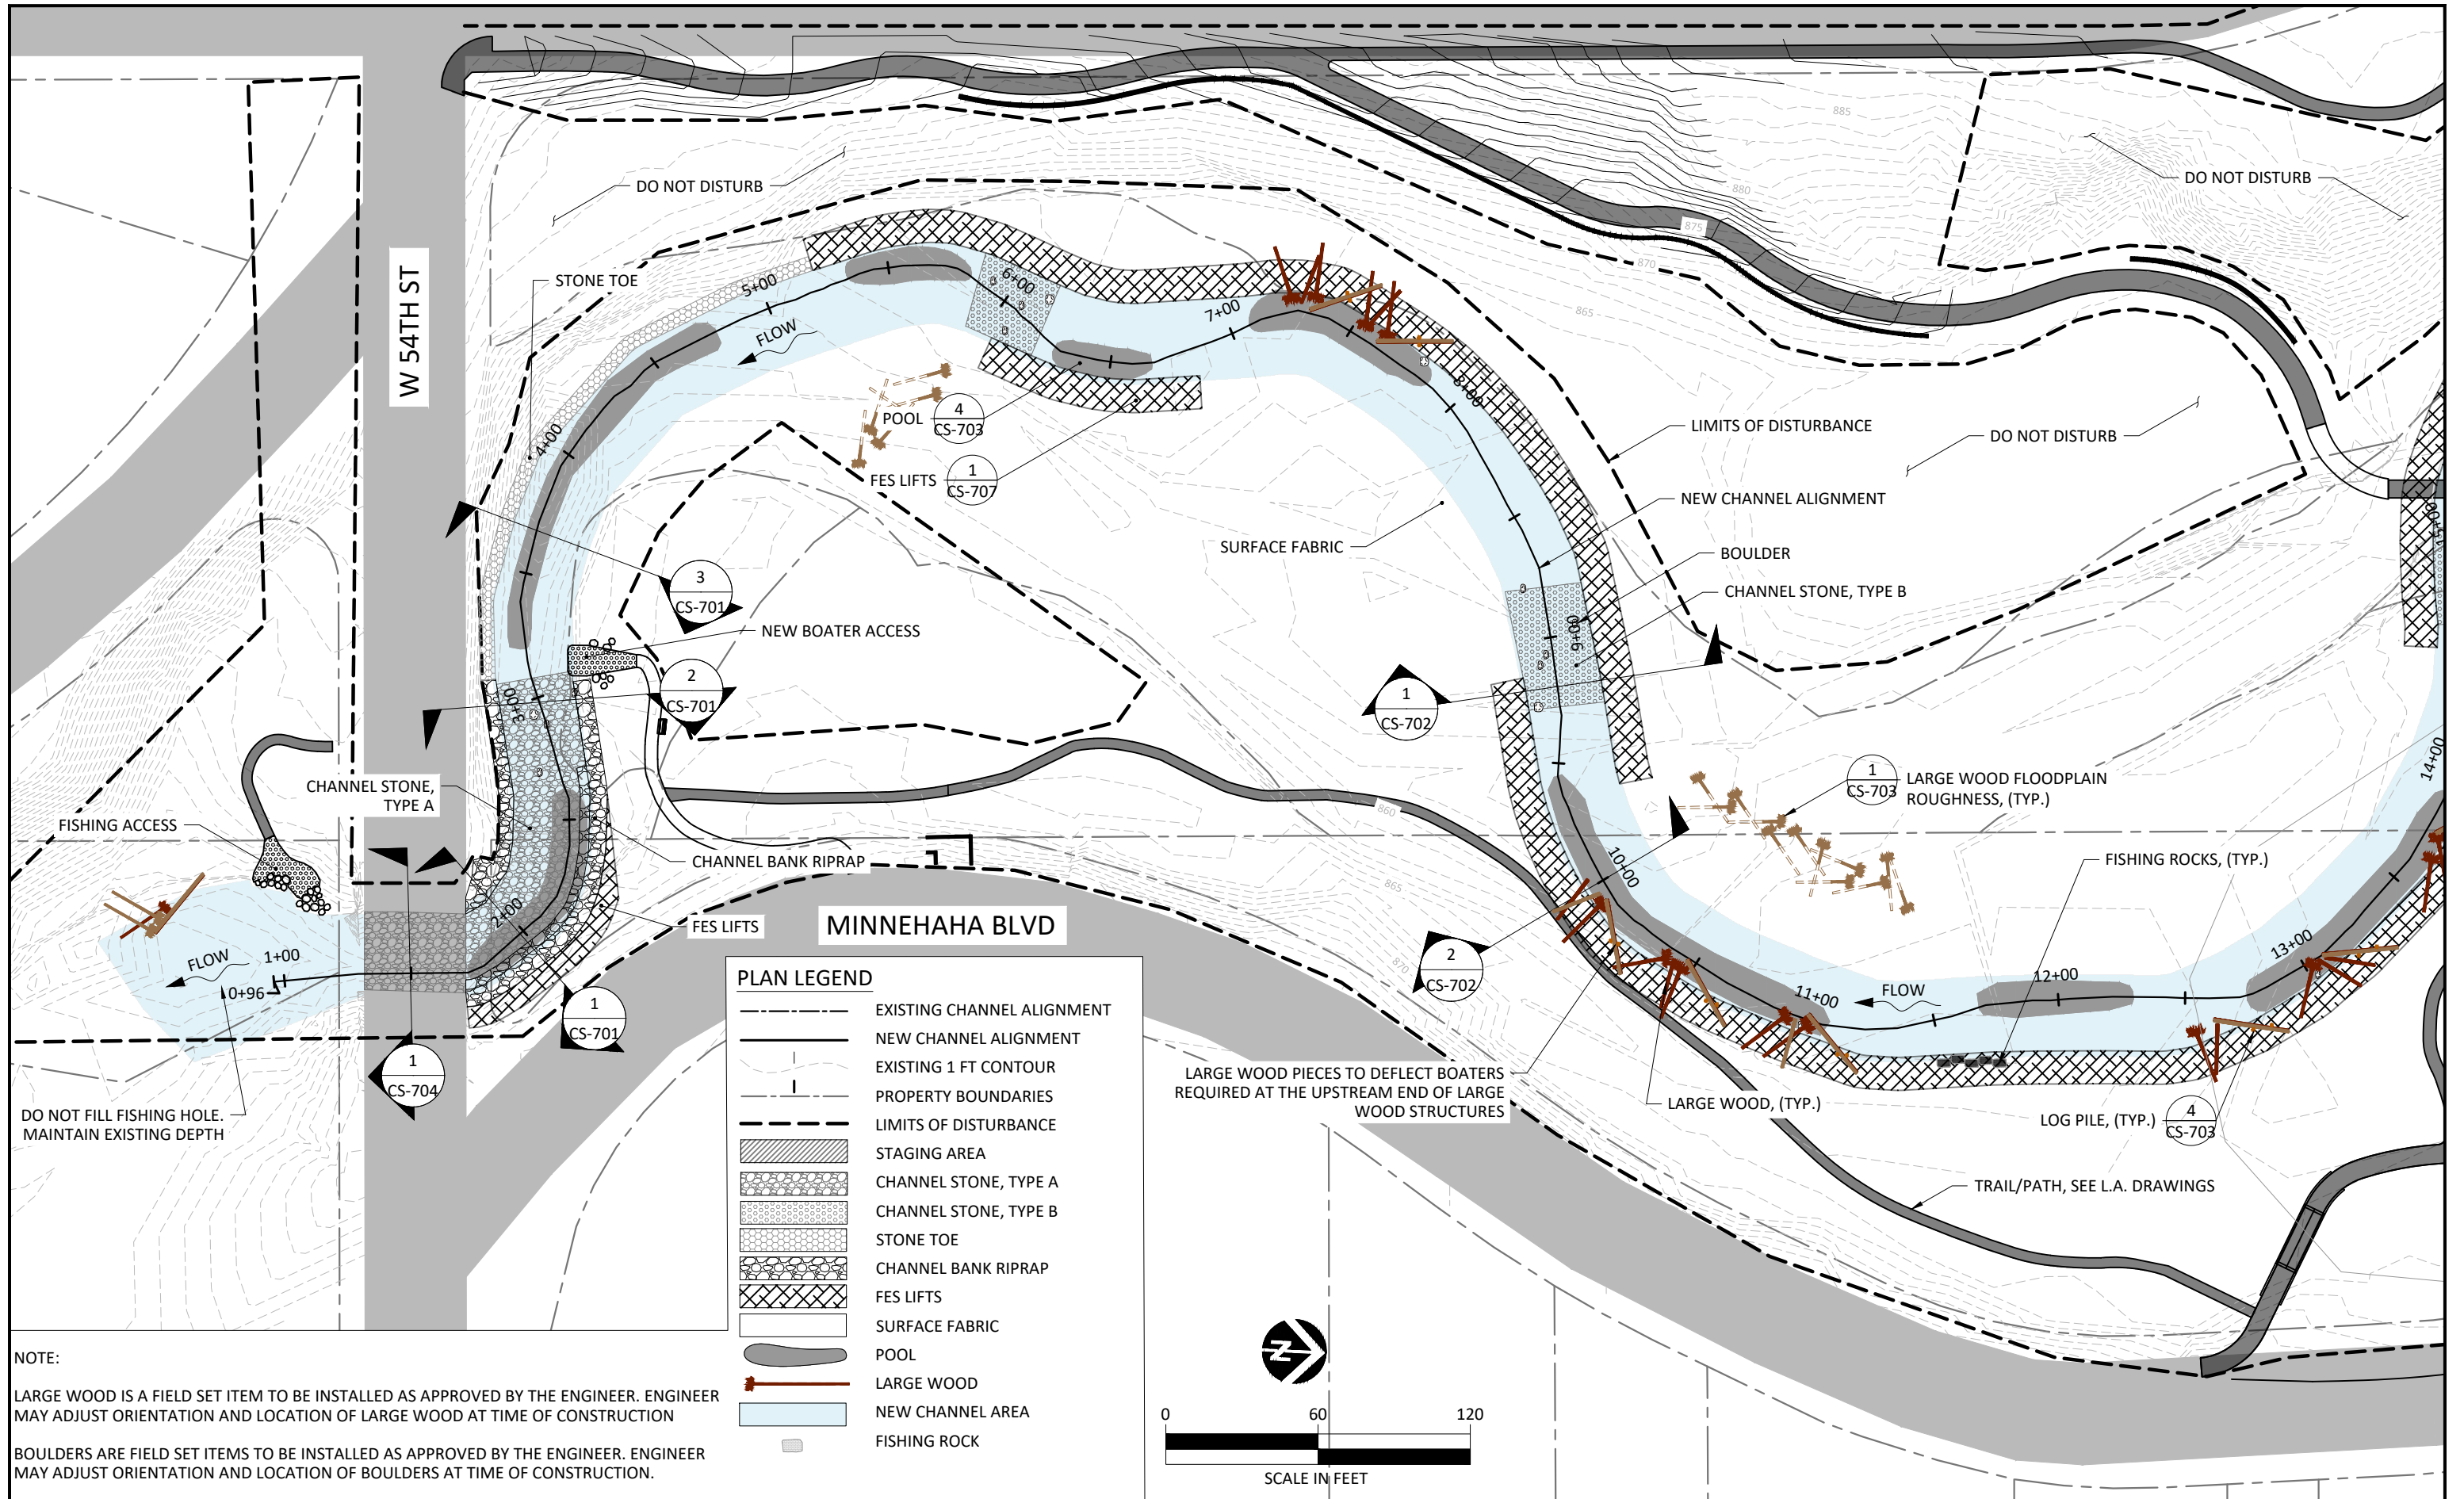 885
DO NOT DISTURB
DO NOT DISTURB
880
875
870
865
W 54TH ST
STONE TOE
5+00
6+00
FLOW
7+00
4+00
8+00
POOL
4
CS-703
FES LIFTS
1
CS-707
LIMITS OF DISTURBANCE
DO NOT DISTURB
NEW CHANNEL ALIGNMENT
SURFACE FABRIC
BOULDER
CHANNEL STONE, TYPE B
15+00
3
CS-701
NEW BOATER ACCESS
9+00
2
CS-701
3+00
1
CS-702
14+00
CHANNEL STONE,
TYPE A
1
CS-703
LARGE WOOD FLOODPLAIN
ROUGHNESS, (TYP.)
860
FISHING ACCESS
CHANNEL BANK RIPRAP
10+00
FISHING ROCKS, (TYP.)
865
2+00
FES LIFTS
MINNEHAHA BLVD
13+00
870
2
CS-702
FLOW
1+00
0+96
12+00
11+00
FLOW
1
CS-701
1
CS-704
DO NOT FILL FISHING HOLE.
MAINTAIN EXISTING DEPTH
LARGE WOOD PIECES TO DEFLECT BOATERS
REQUIRED AT THE UPSTREAM END OF LARGE
WOOD STRUCTURES
LARGE WOOD, (TYP.)
LOG PILE, (TYP.)
4
CS-703
TRAIL/PATH, SEE L.A. DRAWINGS
PLAN LEGEND
EXISTING CHANNEL ALIGNMENT
NEW CHANNEL ALIGNMENT
EXISTING 1 FT CONTOUR
PROPERTY BOUNDARIES
LIMITS OF DISTURBANCE
STAGING AREA
CHANNEL STONE, TYPE A
CHANNEL STONE, TYPE B
STONE TOE
CHANNEL BANK RIPRAP
FES LIFTS
SURFACE FABRIC
POOL
LARGE WOOD
NEW CHANNEL AREA
FISHING ROCK
N
0 60 120
SCALE IN FEET
NOTE:
LARGE WOOD IS A FIELD SET ITEM TO BE INSTALLED AS APPROVED BY THE ENGINEER. ENGINEER
MAY ADJUST ORIENTATION AND LOCATION OF LARGE WOOD AT TIME OF CONSTRUCTION
BOULDERS ARE FIELD SET ITEMS TO BE INSTALLED AS APPROVED BY THE ENGINEER. ENGINEER
MAY ADJUST ORIENTATION AND LOCATION OF BOULDERS AT TIME OF CONSTRUCTION.